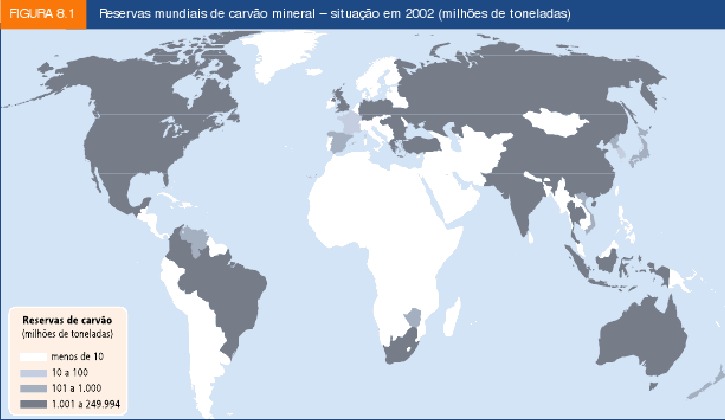 FIGURA 8.1 Reservas mundiais de carvão mineral – situação em 2002 (milhões de toneladas)
Reservas de carvão
(milhões de toneladas)
menos de 10
10 a 100
101 a 1.000
1.001 a 249.994